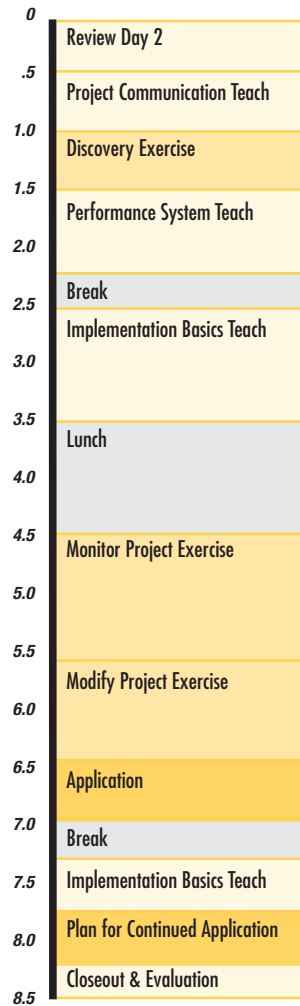 0
Review Day 2
.5
Project Communication Teach
1.0
Discovery Exercise
1.5
Performance System Teach
2.0
Break
2.5
Implementation Basics Teach
3.0
3.5
Lunch
4.0
4.5
Monitor Project Exercise
5.0
5.5
Modify Project Exercise
6.0
6.5
Application
7.0
Break
7.5
Implementation Basics Teach
Plan for Continued Application
8.0
Closeout & Evaluation
8.5